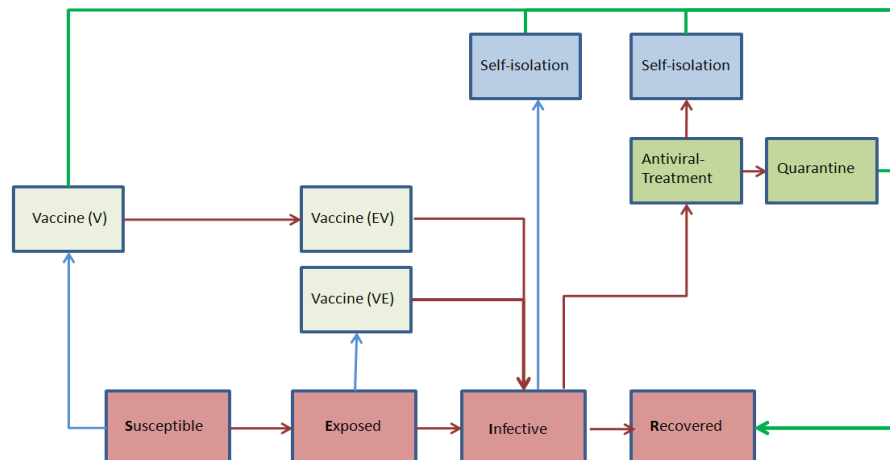 Self-isolation
Self-isolation
Antiviral-
Treatment
Quarantine
Vaccine (V)
Vaccine (EV)
Vaccine (VE)
Susceptible
Exposed
Infective
Recovered